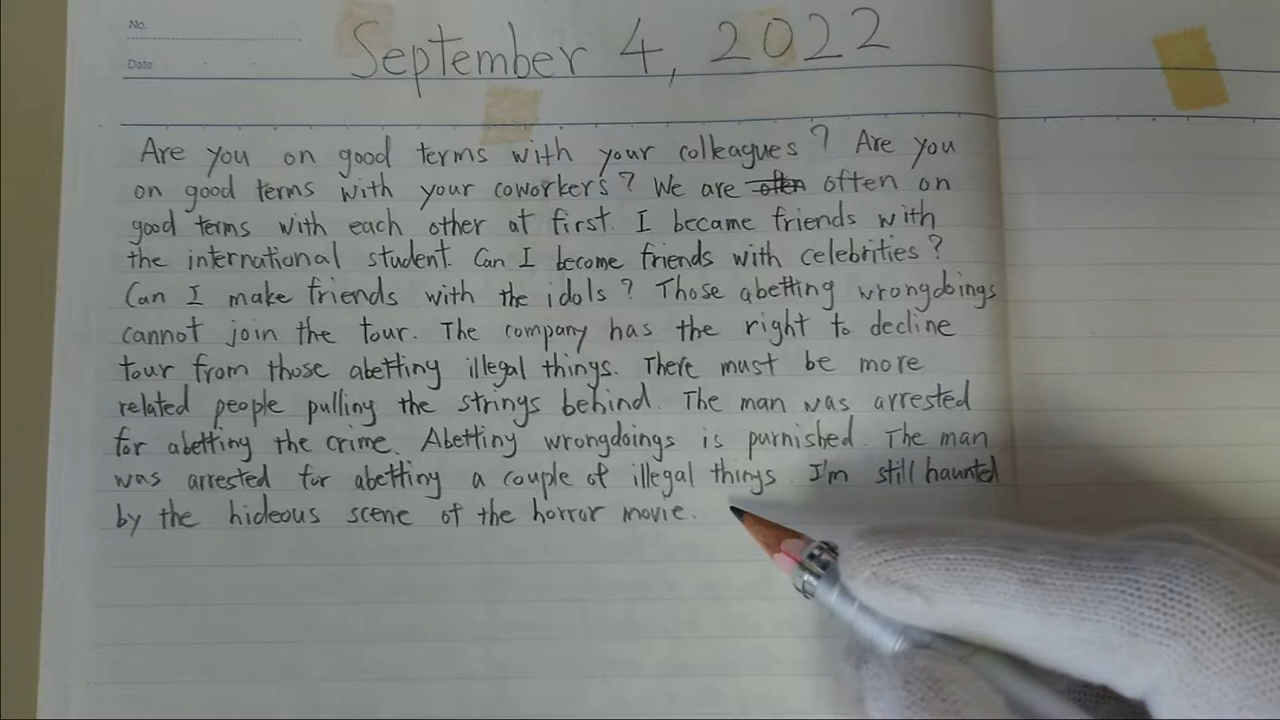 No.
Date
September 4, 2022
Are you on good terms with your colleagues? Are you
on good terms with your coworkers? We are often often on
good terms with each other at first. I became friends with
the international student. Can I become friends with celebrities?
Can I make friends with the idols? Those abetting wrongdoings
cannot join the tour. The company has the right to decline
tour from those abetting illegal things. There must be more
related people pulling the strings behind. The man was arrested
for abetting the crime. Abetting wrongdoings is purnished. The man
was arrested for abetting a couple of illegal things. I'm still haunted
by the hideous scene of the horror movie.